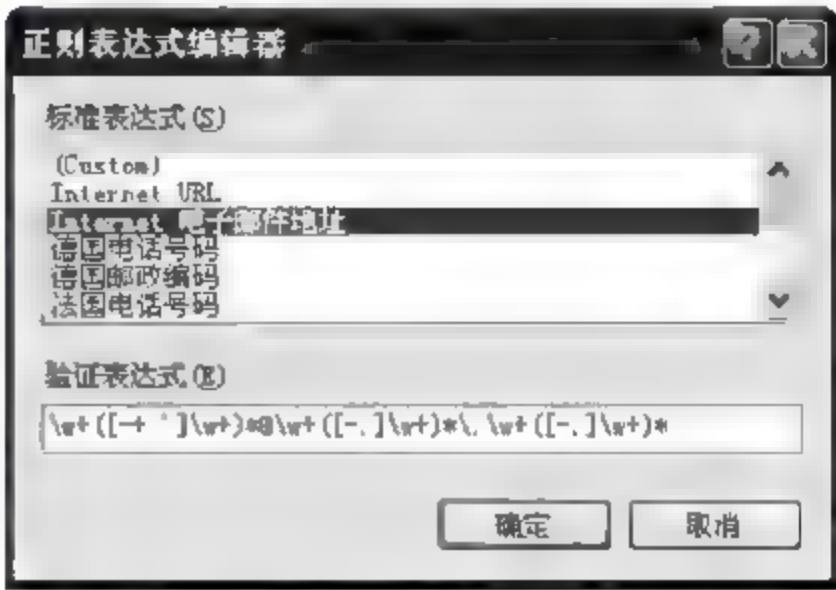 正则表达式编辑器
标准表达式(S)
(Custom)
Internet URL
Internet 电子邮件地址
德国电话号码
德国邮政编码
法国电话号码
验证表达式(E)
\w+([-+.']\w+)*@\w+([-.]\w+)*\.\w+([-.]\w+)*
确定
取消